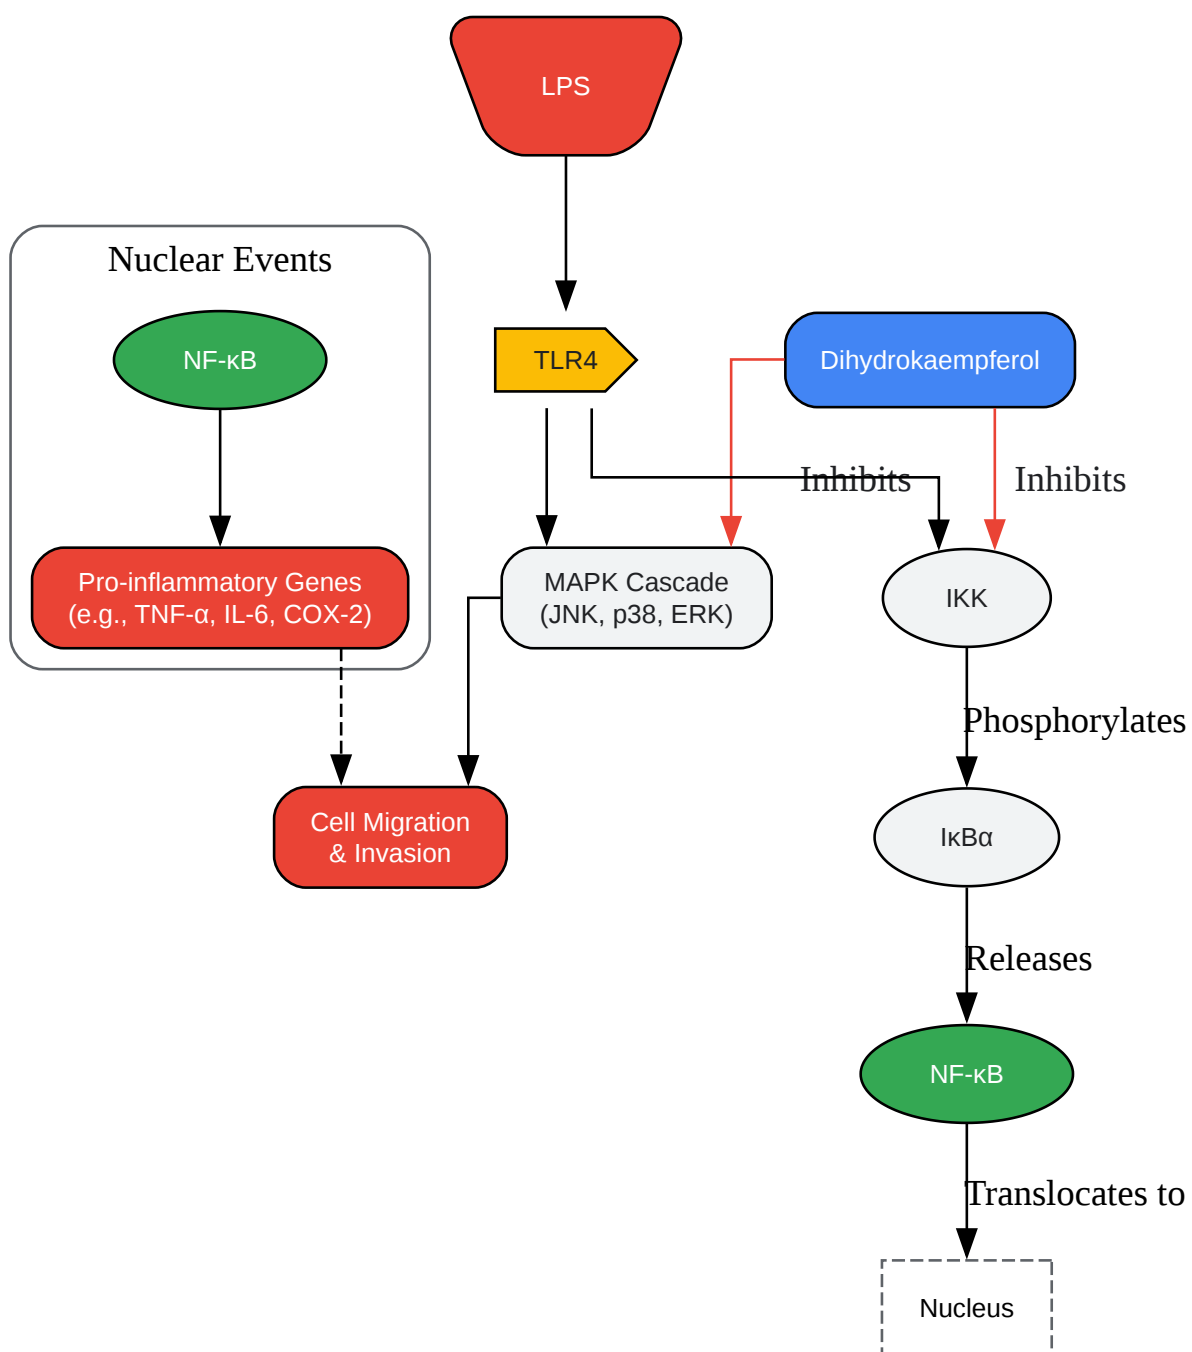 LPS
Nuclear Events
NF-κB
TLR4
Dihydrokaempferol
Inhibits
Inhibits
Pro-inflammatory Genes
(e.g., TNF-α, IL-6, COX-2)
MAPK Cascade
(JNK, p38, ERK)
IKK
Phosphorylates
Cell Migration
& Invasion
IκBα
Releases
NF-κB
Translocates to
Nucleus